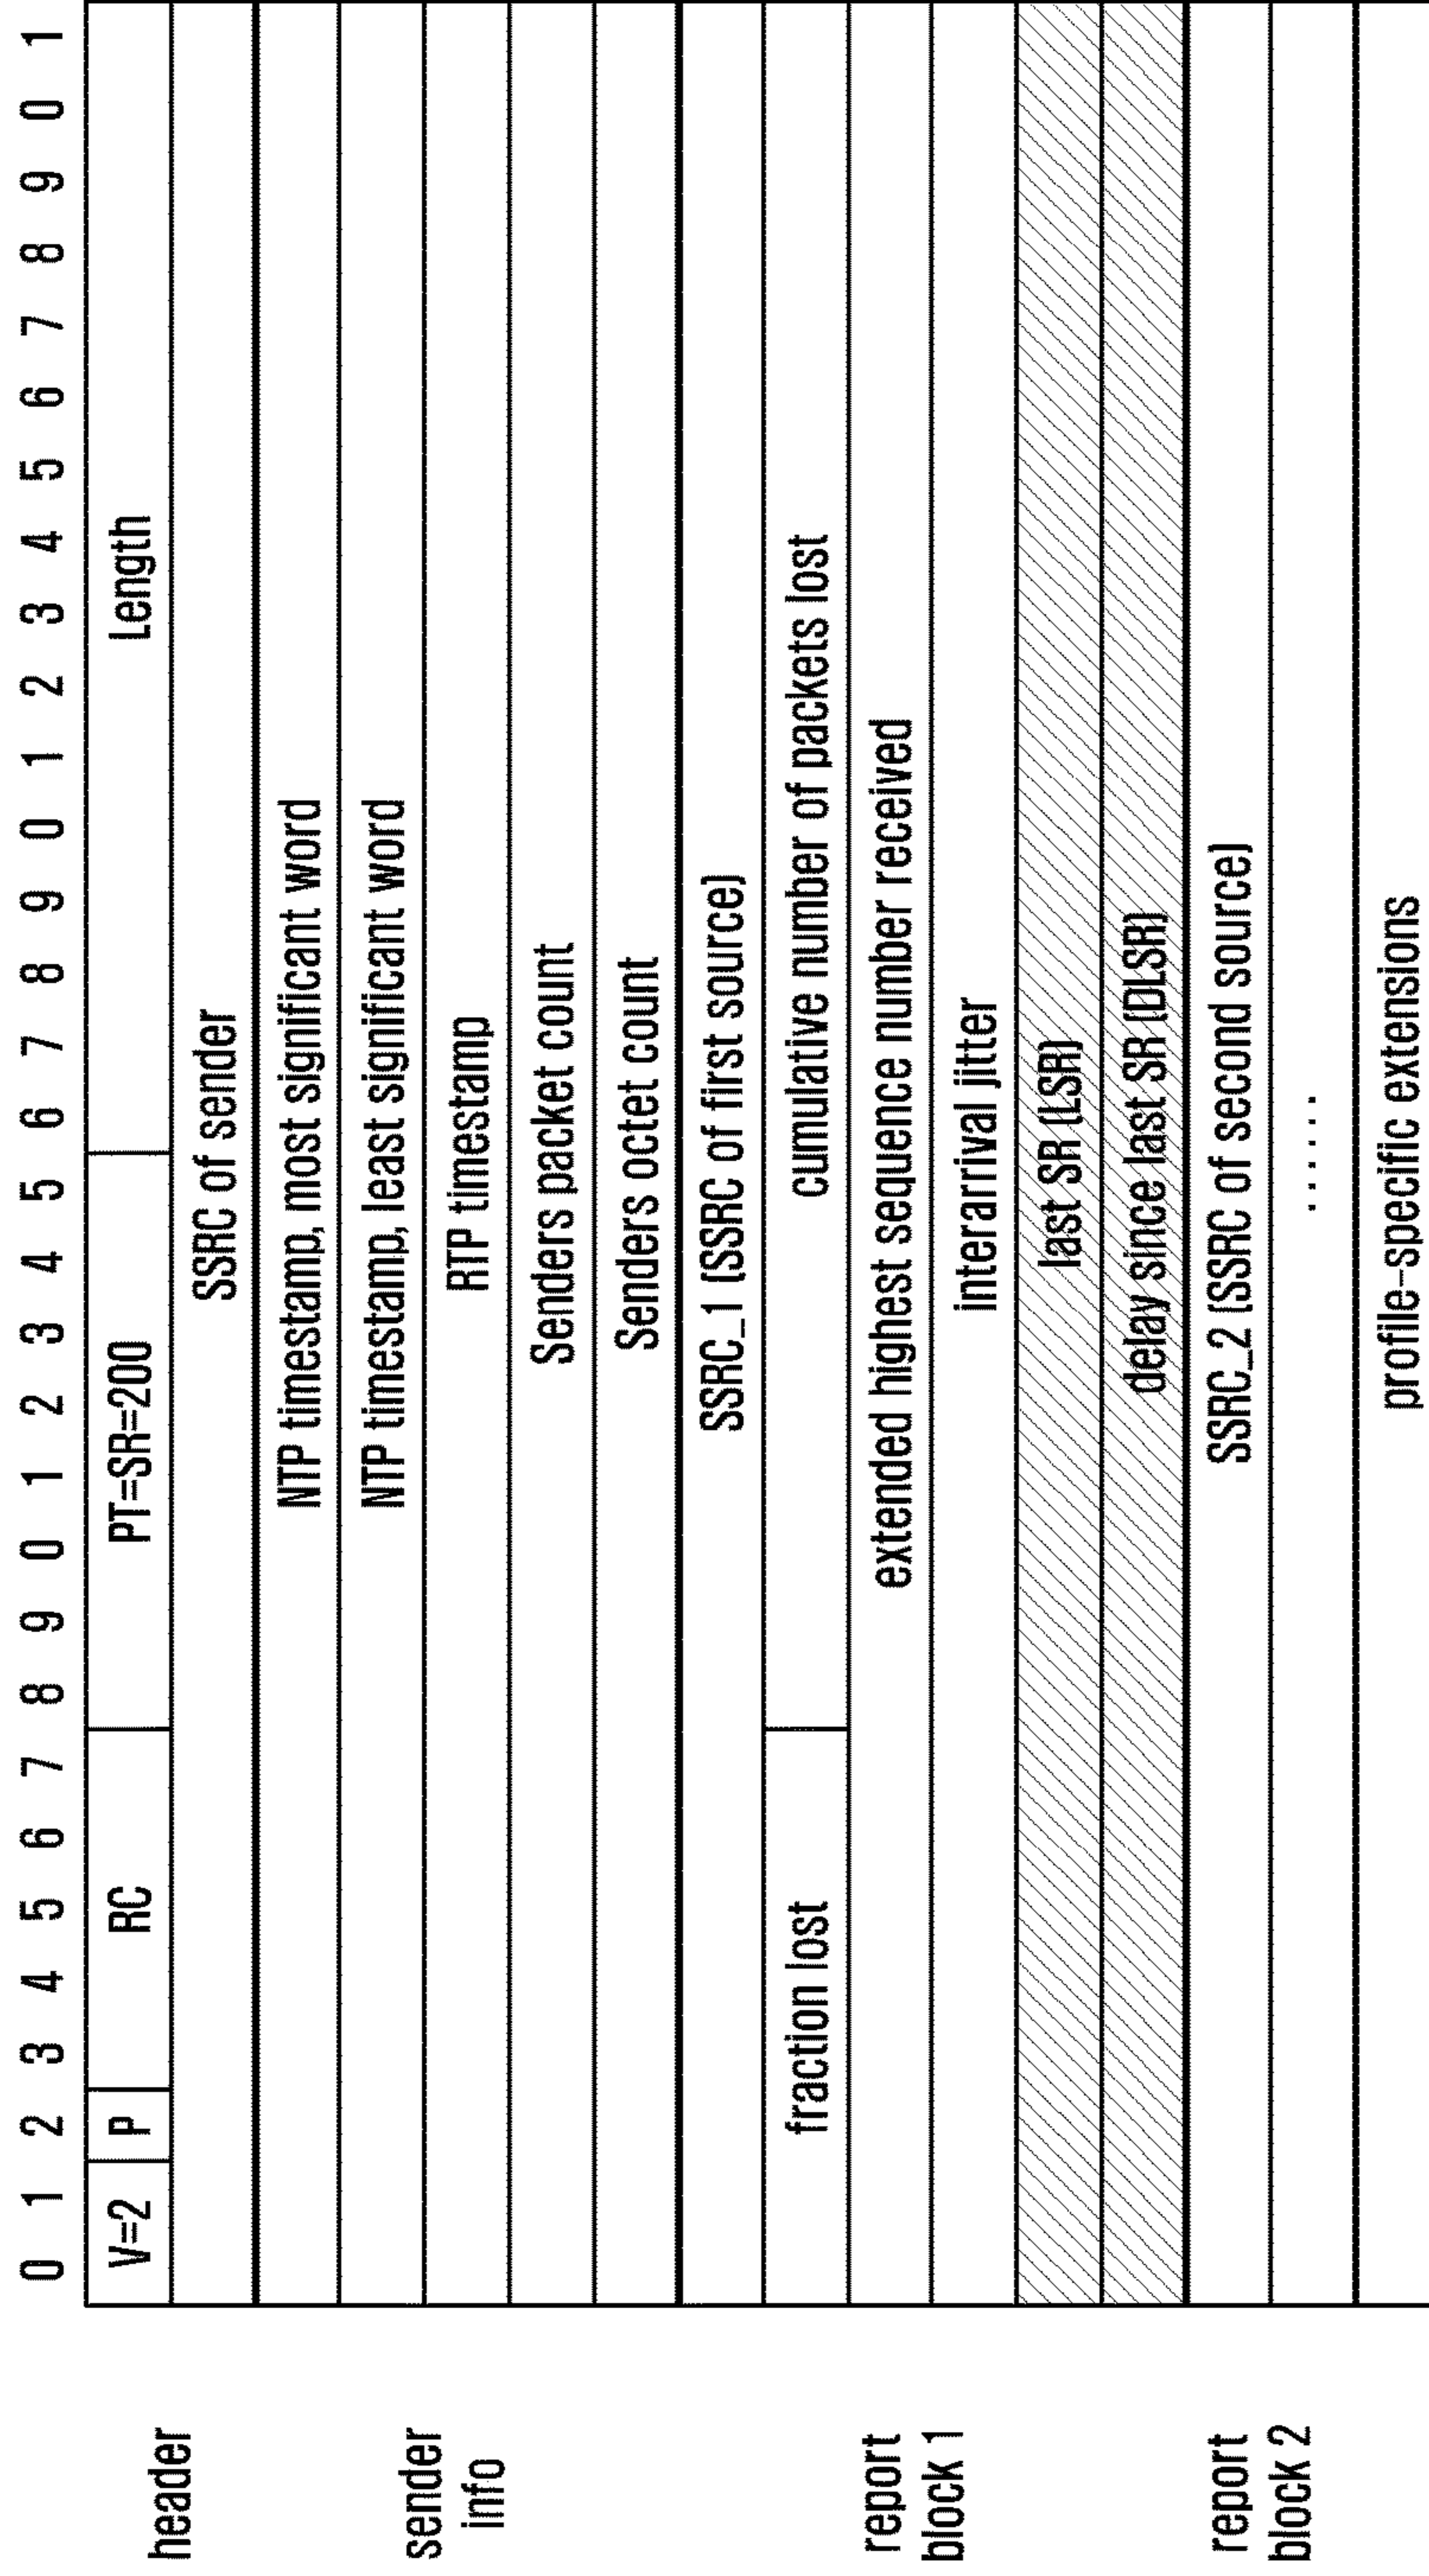 0 1 2 3 4 5 6 7 8 9 0 1 2 3 4 5 6 7 8 9 0 1 2 3 4 5 6 7 8 9 0 1
header
V=2 P RC PT=SR=200 Length
SSRC of sender
sender
info
NTP timestamp, most significant word
NTP timestamp, least significant word
RTP timestamp
Senders packet count
Senders octet count
report
block 1
SSRC_1 (SSRC of first source)
fraction lost cumulative number of packets lost
extended highest sequence number received
interarrival jitter
last SR (LSR)
delay since last SR (DLSR)
report
block 2
SSRC_2 (SSRC of second source)
......
profile-specific extensions